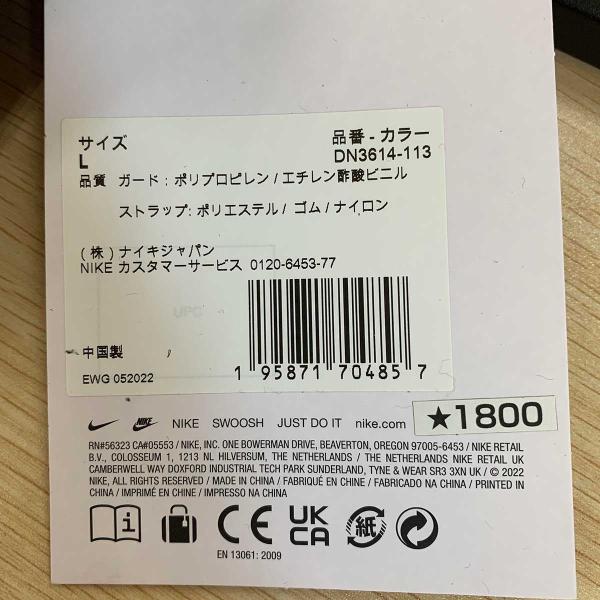 サイズ
L
品番 - カラー
DN3614-113
品質 ガード : ポリプロピレン / エチレン酢酸ビニル
ストラップ: ポリエステル / ゴム / ナイロン
(株) ナイキジャパン
NIKE カスタマーサービス 0120-6453-77
UPC
中国製
EWG 052022
1 95871 70485 7
NIKE SWOOSH JUST DO IT nike.com
★1800
RN#56323 CA#05553 / NIKE, INC. ONE BOWERMAN DRIVE, BEAVERTON, OREGON 97005-6453 / NIKE RETAIL
B.V., COLOSSEUM 1, 1213 NL HILVERSUM, THE NETHERLANDS / THE NETHERLANDS NIKE RETAIL UK
CAMBERWELL WAY DOXFORD INDUSTRIAL TECH PARK SUNDERLAND, TYNE & WEAR SR3 3XN UK / © 2022
NIKE, ALL RIGHTS RESERVED / MADE IN CHINA / FABRIQUÉ EN CHINE / FABRICADO NA CHINA / PRINTED IN
CHINA / IMPRIMÉ EN CHINE / IMPRESSO NA CHINA
i CE UK
CA 紙
EN 13061: 2009